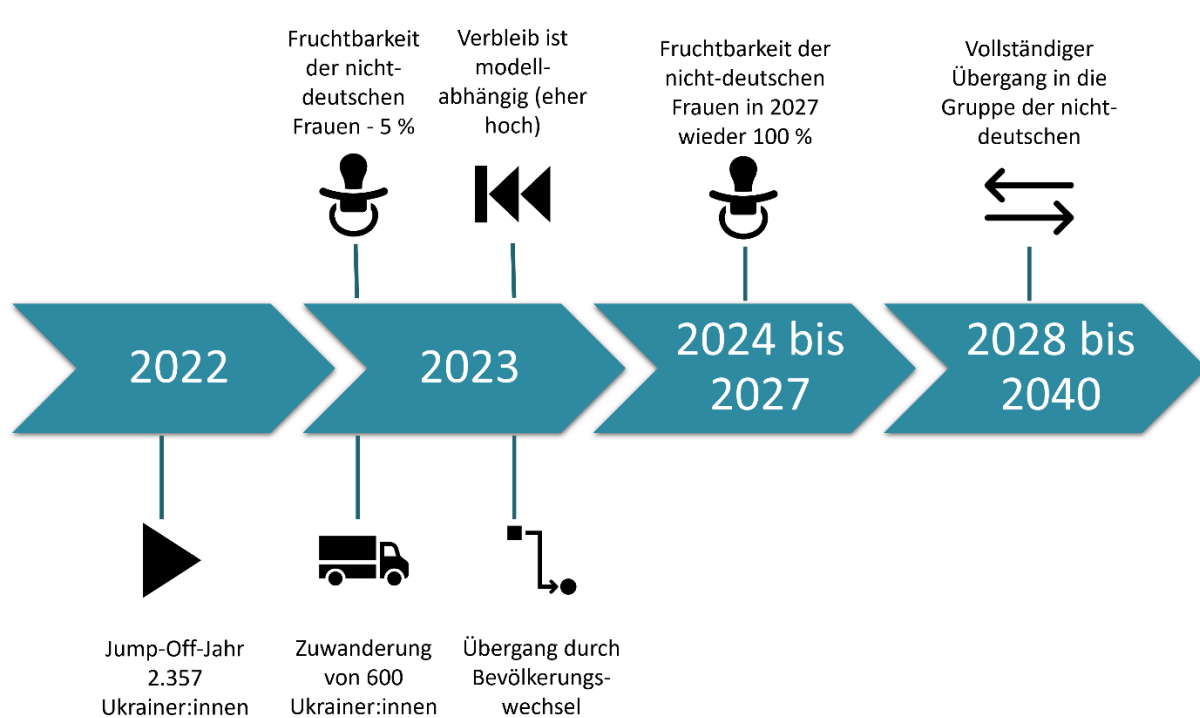 Fruchtbarkeit
der nicht-
deutschen
Frauen - 5 %
Verbleib ist
modell-
abhängig (eher
hoch)
Fruchtbarkeit der
nicht-deutschen
Frauen in 2027
wieder 100 %
Vollständiger
Übergang in die
Gruppe der nicht-
deutschen
2022
2023
2024 bis
2027
2028 bis
2040
Jump-Off-Jahr
2.357
Ukrainer:innen
Zuwanderung
von 600
Ukrainer:innen
Übergang durch
Bevölkerungs-
wechsel